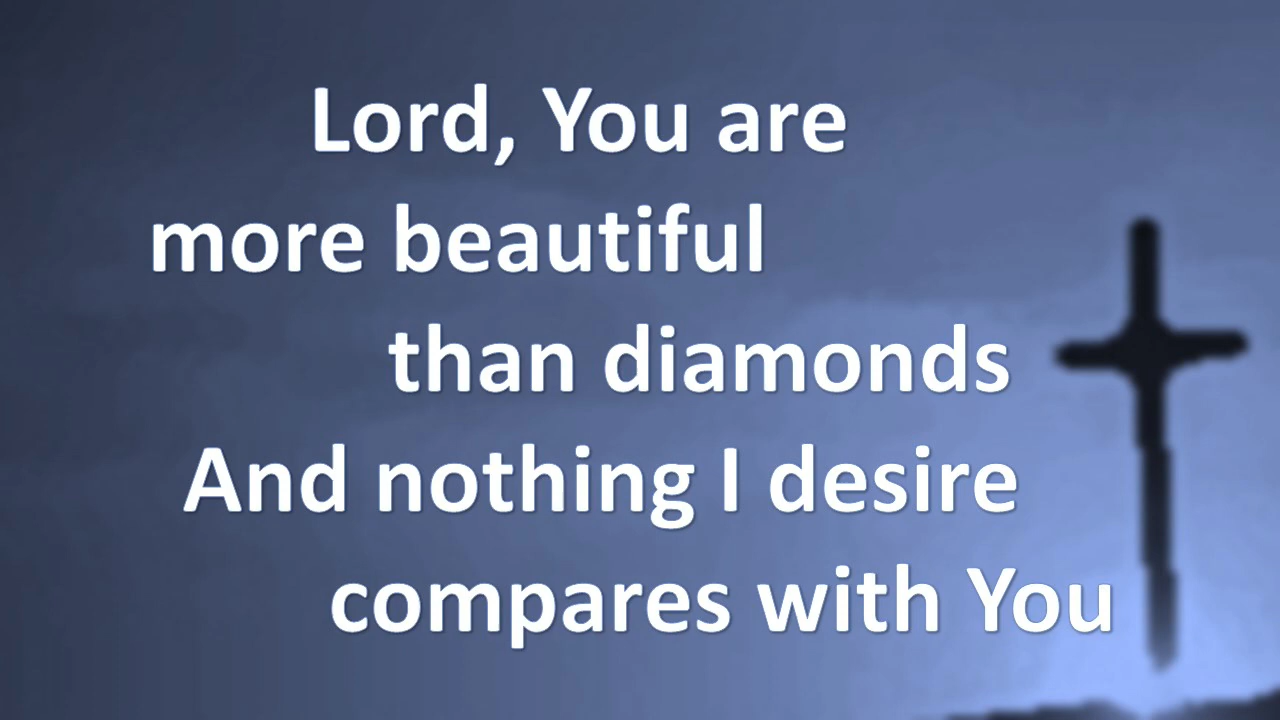 Lord, You are
more beautiful
than diamonds
And nothing I desire
compares with You